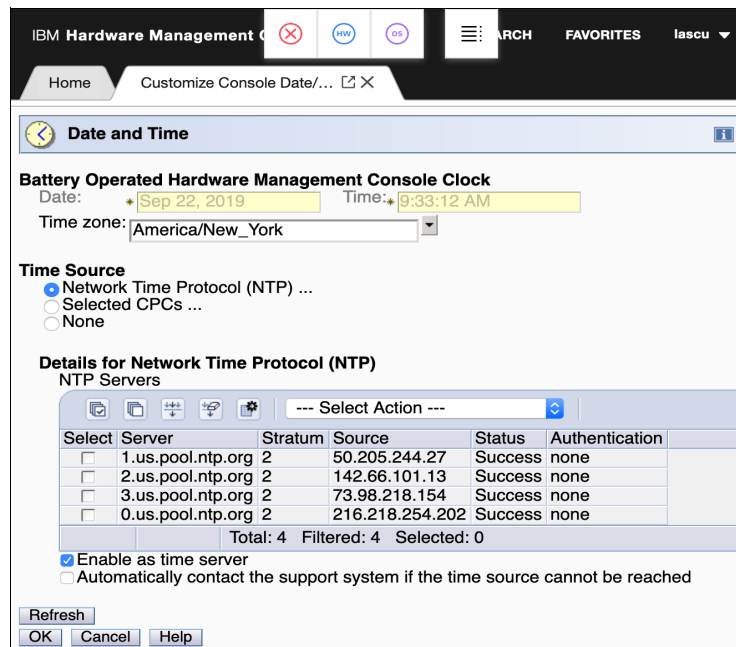 IBM Hardware Management HW OS ARCH FAVORITES lascu
Home Customize Console Date/...
Date and Time
Battery Operated Hardware Management Console Clock
Date: Sep 22, 2019 Time: 9:33:12 AM
Time zone: America/New_York
Time Source
Network Time Protocol (NTP) ...
Selected CPCs ...
None
Details for Network Time Protocol (NTP)
NTP Servers
--- Select Action ---
Select Server Stratum Source Status Authentication
1.us.pool.ntp.org 2 50.205.244.27 Success none
2.us.pool.ntp.org 2 142.66.101.13 Success none
3.us.pool.ntp.org 2 73.98.218.154 Success none
0.us.pool.ntp.org 2 216.218.254.202 Success none
Total: 4 Filtered: 4 Selected: 0
Enable as time server
Automatically contact the support system if the time source cannot be reached
Refresh
OK Cancel Help